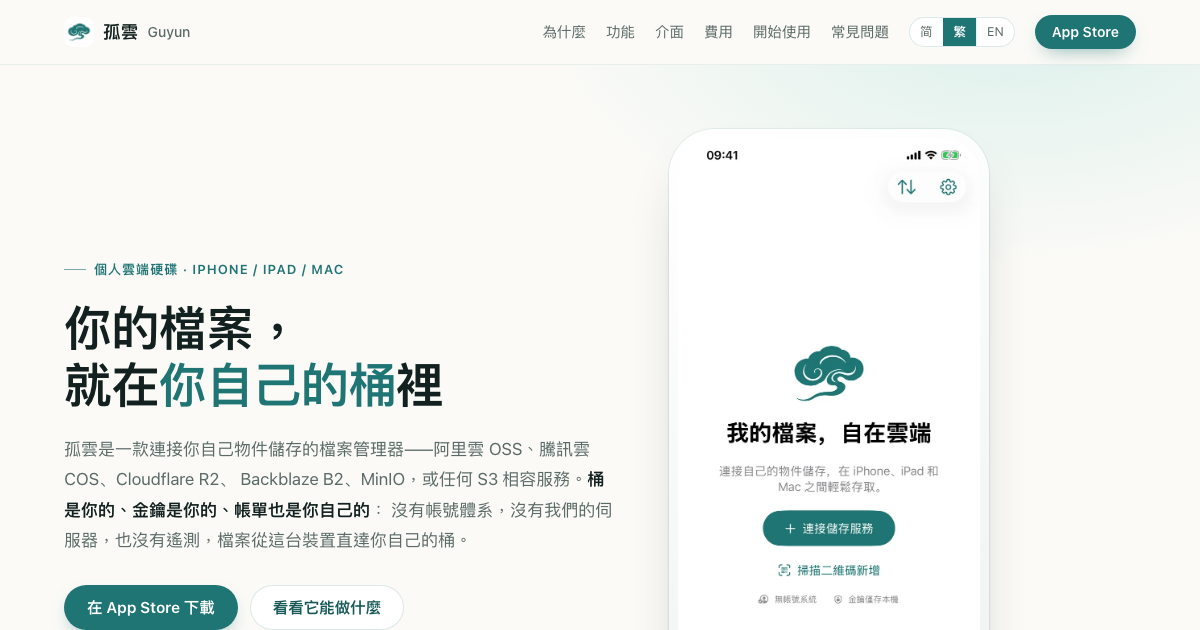 孤雲 Guyun
為什麼 功能 介面 費用 開始使用 常見問題 简 繁 EN App Store
個人雲端硬碟 · IPHONE / IPAD / MAC
你的檔案，
就在你自己的桶裡
孤雲是一款連接你自己物件儲存的檔案管理器——阿里雲 OSS、騰訊雲
COS、Cloudflare R2、 Backblaze B2、MinIO，或任何 S3 相容服務。桶
是你的、金鑰是你的、帳單也是你自己的： 沒有帳號體系，沒有我們的伺
服器，也沒有遙測，檔案從這台裝置直達你自己的桶。
在 App Store 下載 看看它能做什麼
09:41
我的檔案，自在雲端
連接自己的物件儲存，在 iPhone、iPad 和
Mac 之間輕鬆存取。
＋ 連接儲存服務
掃描二維碼新增
無帳號系統 金鑰僅存本機